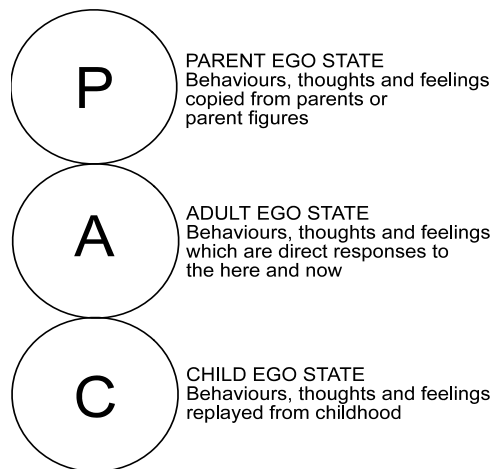 P
PARENT EGO STATE
Behaviours, thoughts and feelings
copied from parents or
parent figures
A
ADULT EGO STATE
Behaviours, thoughts and feelings
which are direct responses to
the here and now
C
CHILD EGO STATE
Behaviours, thoughts and feelings
replayed from childhood